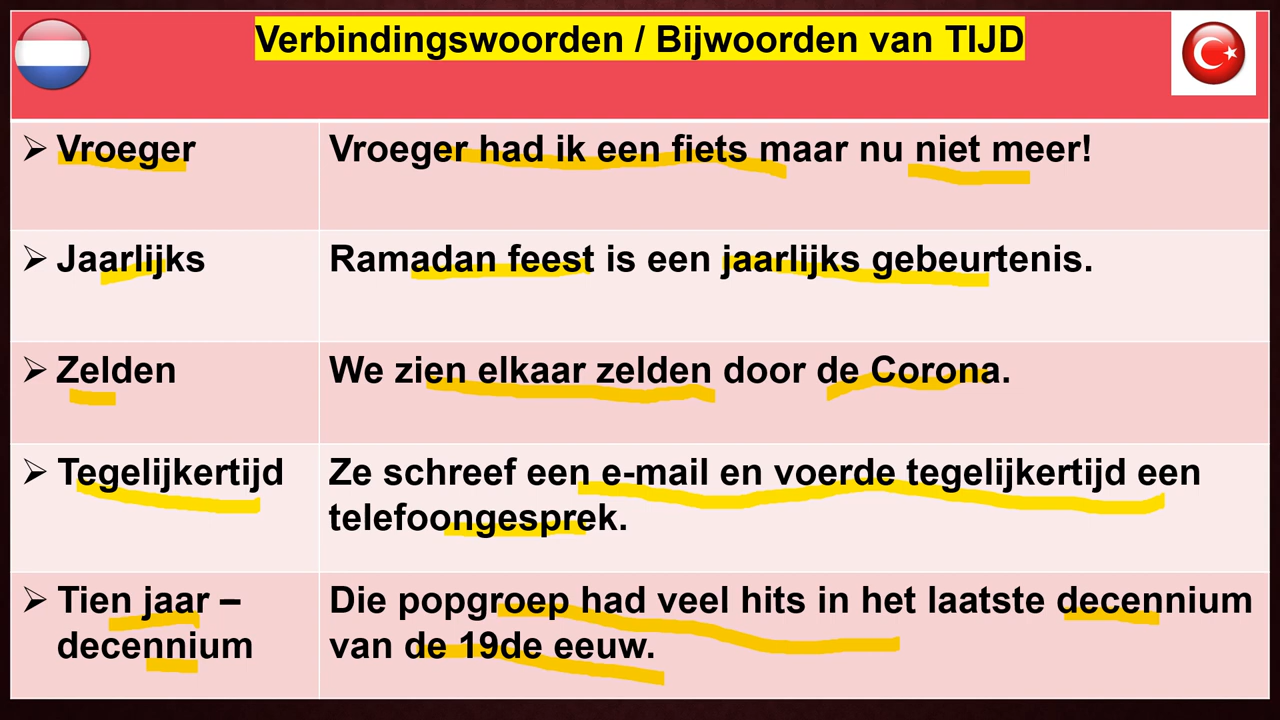 Verbindingswoorden / Bijwoorden van TIJD
Vroeger
Vroeger had ik een fiets maar nu niet meer!
Jaarlijks
Ramadan feest is een jaarlijks gebeurtenis.
Zelden
We zien elkaar zelden door de Corona.
Tegelijkertijd
Ze schreef een e-mail en voerde tegelijkertijd een
telefoongesprek.
Tien jaar –
decennium
Die popgroep had veel hits in het laatste decennium
van de 19de eeuw.